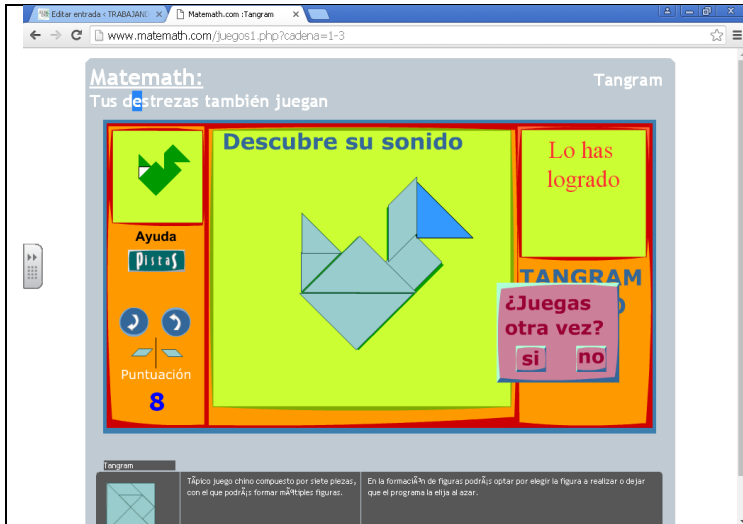 Editar entrada ‹ TRABAJAND
Matemath.com :Tangram
www.matemath.com/juegos1.php?cadena=1-3
Matemath:
Tangram
Tus destrezas también juegan
Descubre su sonido
Lo has
logrado
Ayuda
Pistas
TANGRAM
¿Juegas
otra vez?
si no
Puntuación
8
Tangram
TÃpico juego chino compuesto por siete piezas,
con el que podrÃ¡s formar mÃºltiples figuras.
En la formaciÃ³n de figuras podrÃ¡s optar por elegir la figura a realizar o dejar
que el programa la elija al azar.